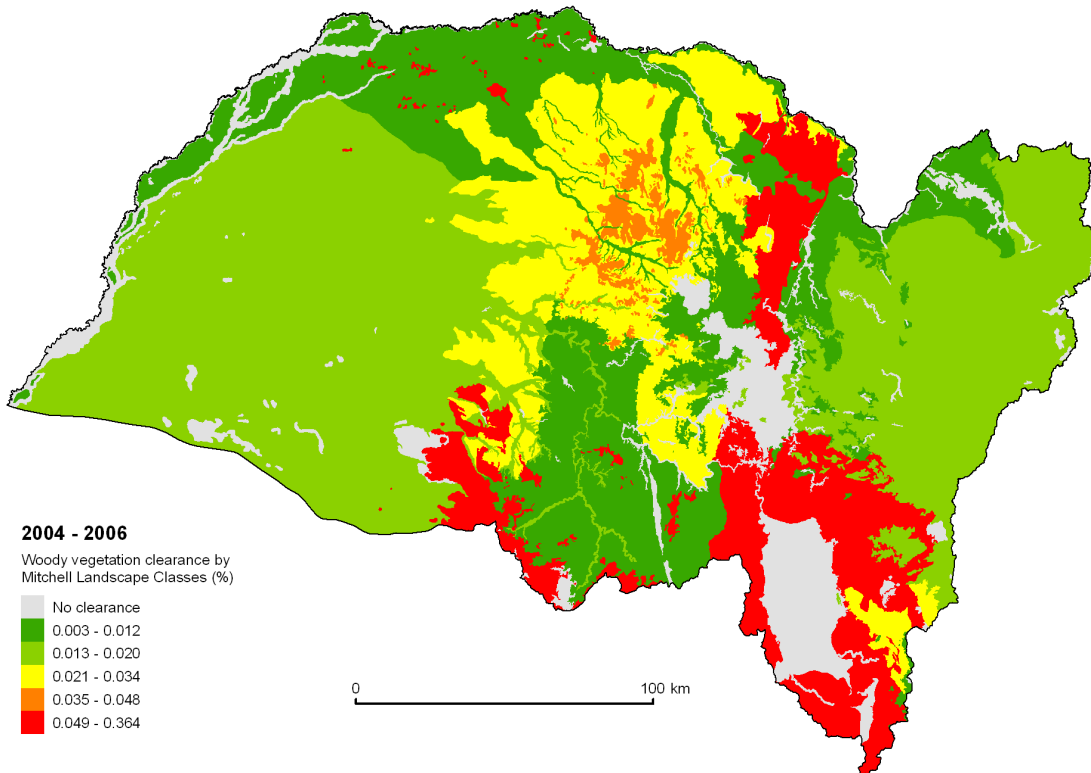 2004 - 2006
Woody vegetation clearance by
Mitchell Landscape Classes (%)
No clearance
0.003 - 0.012
0.013 - 0.020
0.021 - 0.034
0.035 - 0.048
0.049 - 0.364
0 100 km